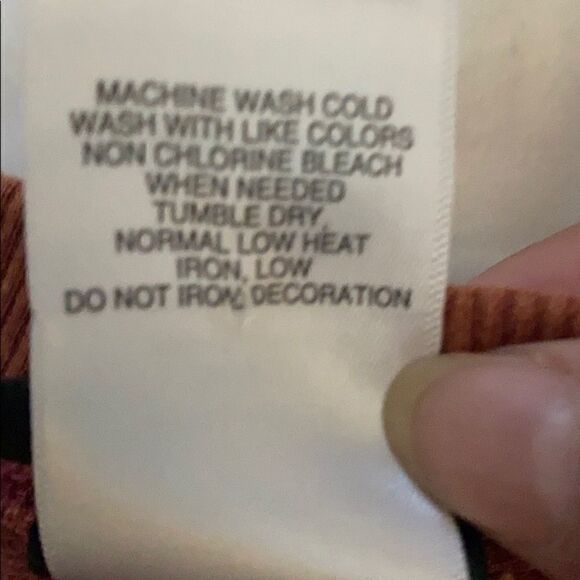 MACHINE WASH COLD
WASH WITH LIKE COLORS
NON CHLORINE BLEACH
WHEN NEEDED
TUMBLE DRY,
NORMAL LOW HEAT
IRON, LOW
DO NOT IRON DECORATION